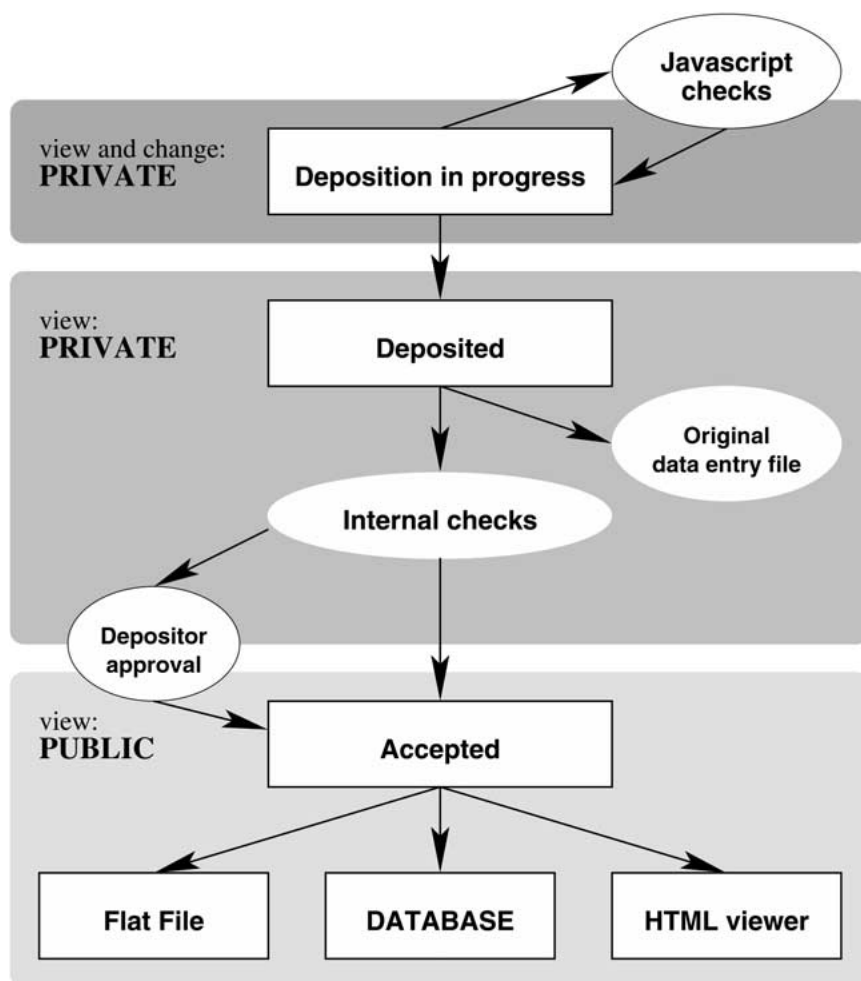 Javascript
checks
view and change:
PRIVATE
Deposition in progress
view:
PRIVATE
Deposited
Original
data entry file
Internal checks
Depositor
approval
view:
PUBLIC
Accepted
Flat File
DATABASE
HTML viewer